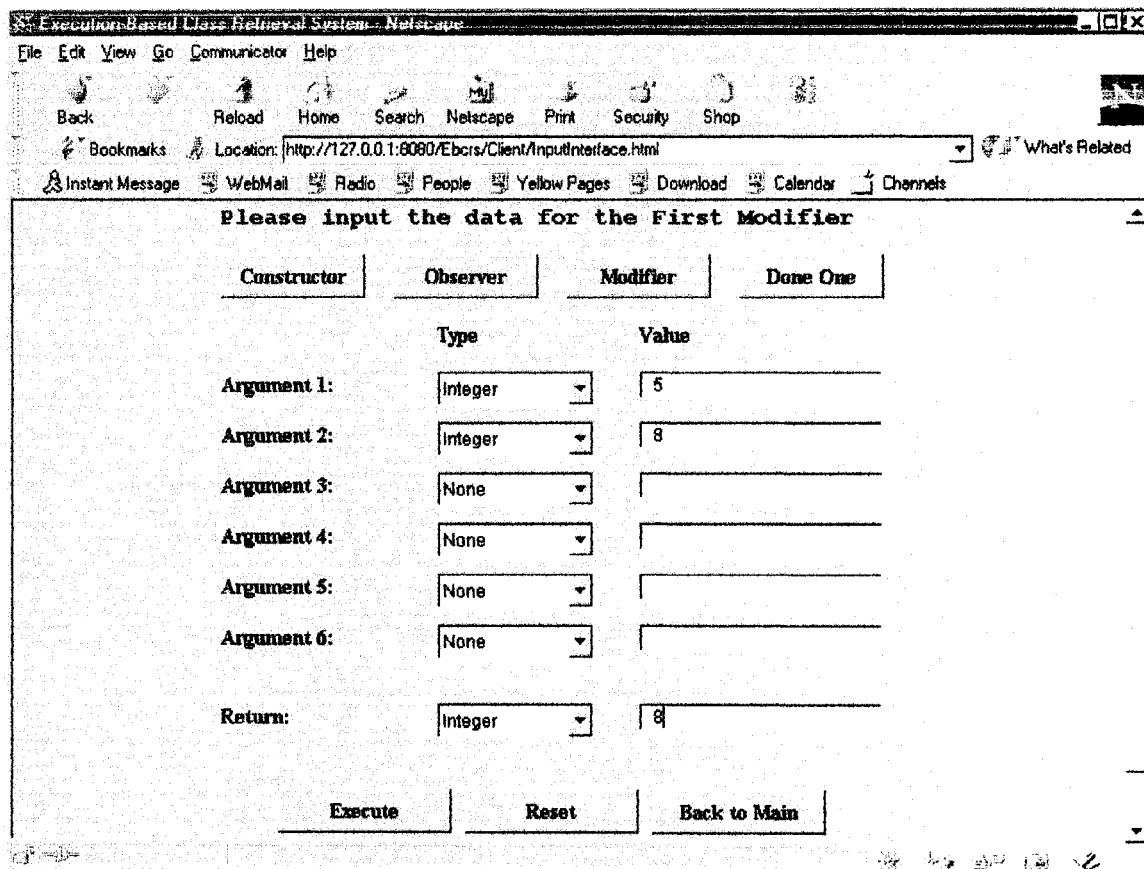 Execution-Based Class Retrieval System - Netscape
File Edit View Go Communicator Help
My
N
Back Reload Home Search Netscape Print Security Shop
Bookmarks Location: http://127.0.0.1:8080/Ebcrs/Client/InputInterface.html What's Related
Instant Message WebMail Radio People Yellow Pages Download Calendar Channels
Please input the data for the First Modifier
Constructor Observer Modifier Done One
Type Value
Argument 1: Integer 5
Argument 2: Integer 8
Argument 3: None
Argument 4: None
Argument 5: None
Argument 6: None
Return: Integer 8
Execute Reset Back to Main